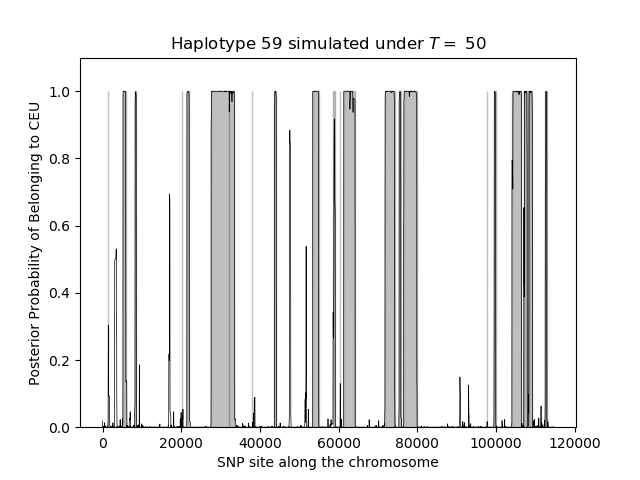 Haplotype 59 simulated under T = 50
1.0
0.8
0.6
0.4
0.2
0.0
Posterior Probability of Belonging to CEU
0 20000 40000 60000 80000 100000 120000
SNP site along the chromosome